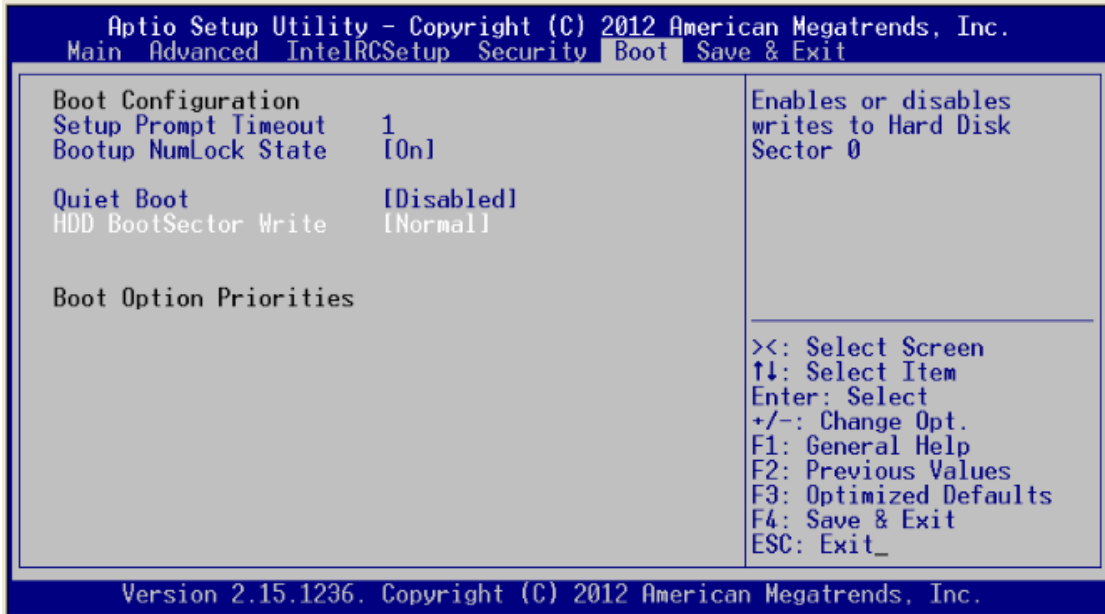 Aptio Setup Utility – Copyright (C) 2012 American Megatrends, Inc.
Main Advanced IntelRCSetup Security Boot Save & Exit
Boot Configuration
Setup Prompt Timeout 1
Bootup NumLock State [On]
Quiet Boot [Disabled]
HDD BootSector Write [Normal]
Boot Option Priorities
Enables or disables
writes to Hard Disk
Sector 0
><: Select Screen
↑↓: Select Item
Enter: Select
+/-: Change Opt.
F1: General Help
F2: Previous Values
F3: Optimized Defaults
F4: Save & Exit
ESC: Exit_
Version 2.15.1236. Copyright (C) 2012 American Megatrends, Inc.